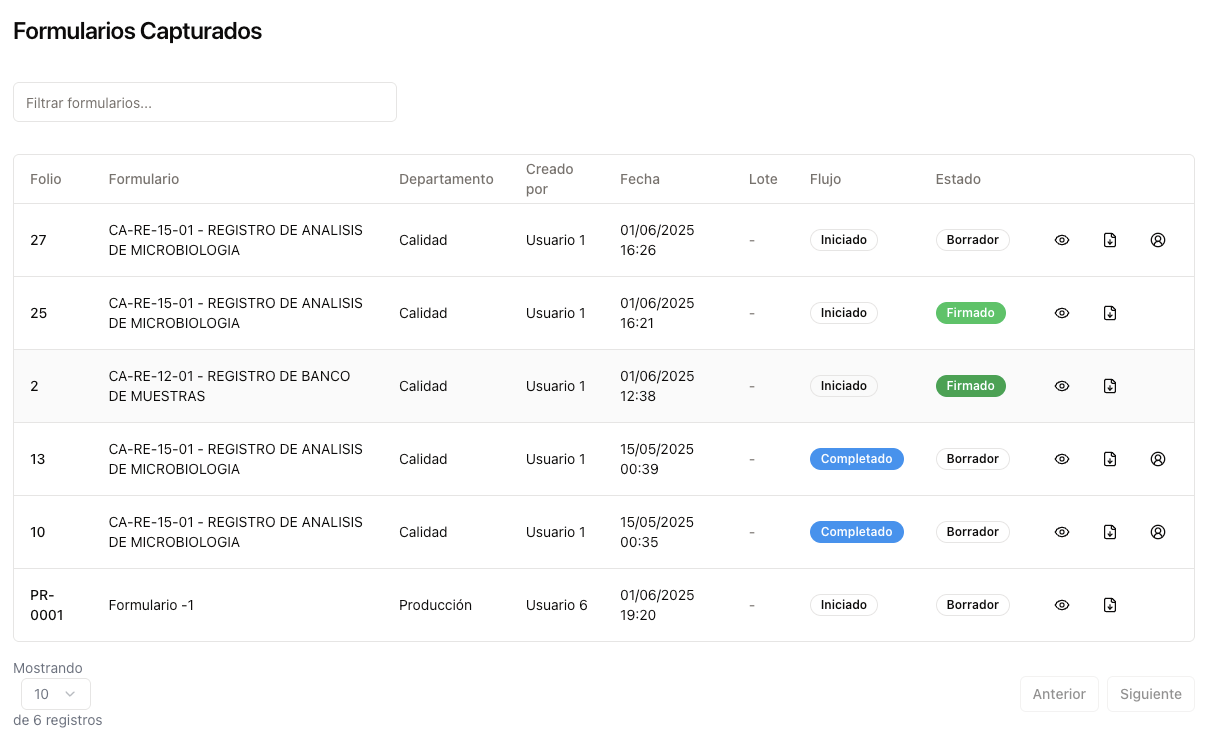 Formularios Capturados
Filtrar formularios...
Folio Formulario Departamento Creado por Fecha Lote Flujo Estado
27 CA-RE-15-01 - REGISTRO DE ANALISIS DE MICROBIOLOGIA Calidad Usuario 1 01/06/2025 16:26 - Iniciado Borrador
25 CA-RE-15-01 - REGISTRO DE ANALISIS DE MICROBIOLOGIA Calidad Usuario 1 01/06/2025 16:21 - Iniciado Firmado
2 CA-RE-12-01 - REGISTRO DE BANCO DE MUESTRAS Calidad Usuario 1 01/06/2025 12:38 - Iniciado Firmado
13 CA-RE-15-01 - REGISTRO DE ANALISIS DE MICROBIOLOGIA Calidad Usuario 1 15/05/2025 00:39 - Completado Borrador
10 CA-RE-15-01 - REGISTRO DE ANALISIS DE MICROBIOLOGIA Calidad Usuario 1 15/05/2025 00:35 - Completado Borrador
PR-0001 Formulario -1 Producción Usuario 6 01/06/2025 19:20 - Iniciado Borrador
Mostrando
10
de 6 registros
Anterior Siguiente